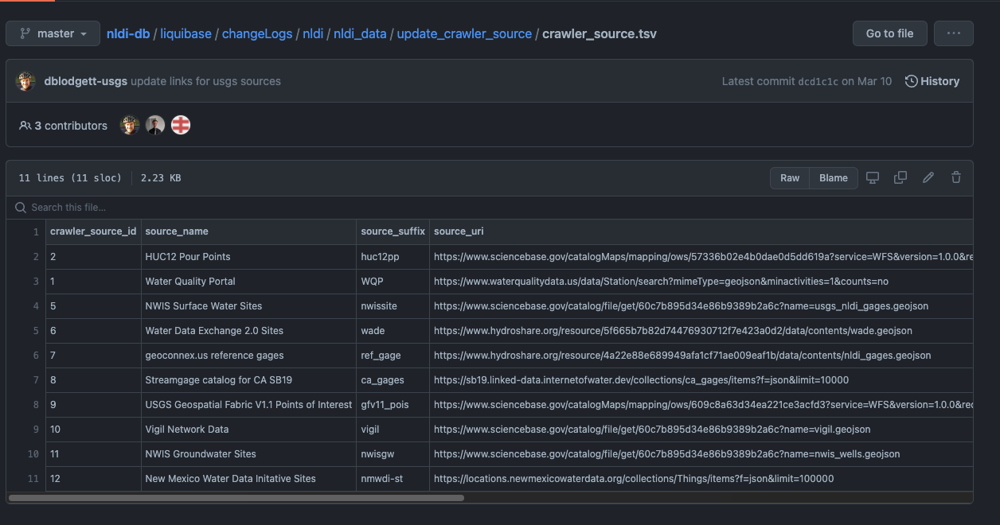 master nldi-db / liquibase / changeLogs / nldi / nldi_data / update_crawler_source / crawler_source.tsv Go to file ...
dblodgett-usgs update links for usgs sources Latest commit dcd1c1c on Mar 10 History
3 contributors
11 lines (11 sloc) 2.23 KB Raw Blame
Search this file...
1 crawler_source_id source_name source_suffix source_uri
2 2 HUC12 Pour Points huc12pp https://www.sciencebase.gov/catalogMaps/mapping/ows/57336b02e4b0dae0d5dd619a?service=WFS&version=1.0.0&re
3 1 Water Quality Portal WQP https://www.waterqualitydata.us/data/Station/search?mimeType=geojson&minactivities=1&counts=no
4 5 NWIS Surface Water Sites nwissite https://www.sciencebase.gov/catalog/file/get/60c7b895d34e86b9389b2a6c?name=usgs_nldi_gages.geojson
5 6 Water Data Exchange 2.0 Sites wade https://www.hydroshare.org/resource/5f665b7b82d74476930712f7e423a0d2/data/contents/wade.geojson
6 7 geoconnex.us reference gages ref_gage https://www.hydroshare.org/resource/4a22e88e689949afa1cf71ae009eaf1b/data/contents/nldi_gages.geojson
7 8 Streamgage catalog for CA SB19 ca_gages https://sb19.linked-data.internetofwater.dev/collections/ca_gages/items?f=json&limit=10000
8 9 USGS Geospatial Fabric V1.1 Points of Interest gfv11_pois https://www.sciencebase.gov/catalogMaps/mapping/ows/609c8a63d34ea221ce3acfd3?service=WFS&version=1.0.0&rec
9 10 Vigil Network Data vigil https://www.sciencebase.gov/catalog/file/get/60c7b895d34e86b9389b2a6c?name=vigil.geojson
10 11 NWIS Groundwater Sites nwisgw https://www.sciencebase.gov/catalog/file/get/60c7b895d34e86b9389b2a6c?name=nwis_wells.geojson
11 12 New Mexico Water Data Initative Sites nmwdi-st https://locations.newmexicowaterdata.org/collections/Things/items?f=json&limit=100000